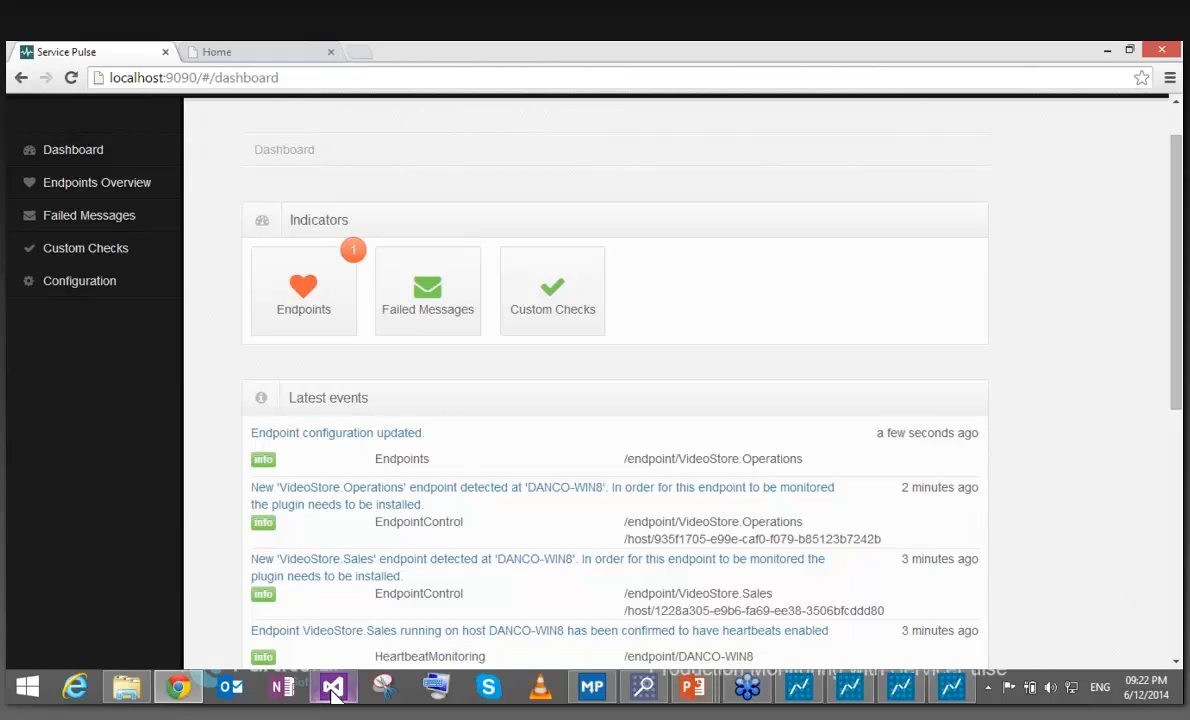 Service Pulse
Home
localhost:9090/#/dashboard
Dashboard
Endpoints Overview
Failed Messages
Custom Checks
Configuration
Dashboard
Indicators
1
Endpoints
Failed Messages
Custom Checks
Latest events
Endpoint configuration updated. a few seconds ago
info Endpoints /endpoint/VideoStore.Operations
New 'VideoStore.Operations' endpoint detected at 'DANCO-WIN8'. In order for this endpoint to be monitored 2 minutes ago
the plugin needs to be installed.
info EndpointControl /endpoint/VideoStore.Operations
/host/935f1705-e99e-caf0-f079-b85123b7242b
New 'VideoStore.Sales' endpoint detected at 'DANCO-WIN8'. In order for this endpoint to be monitored the 3 minutes ago
plugin needs to be installed.
info EndpointControl /endpoint/VideoStore.Sales
/host/1228a305-e9b6-fa69-ee38-3506bfcddd80
Endpoint VideoStore.Sales running on host DANCO-WIN8 has been confirmed to have heartbeats enabled 3 minutes ago
info HeartbeatMonitoring /endpoint/DANCO-WIN8
Production Monitoring with ServicePulse
MP
ENG
09:22 PM
6/12/2014